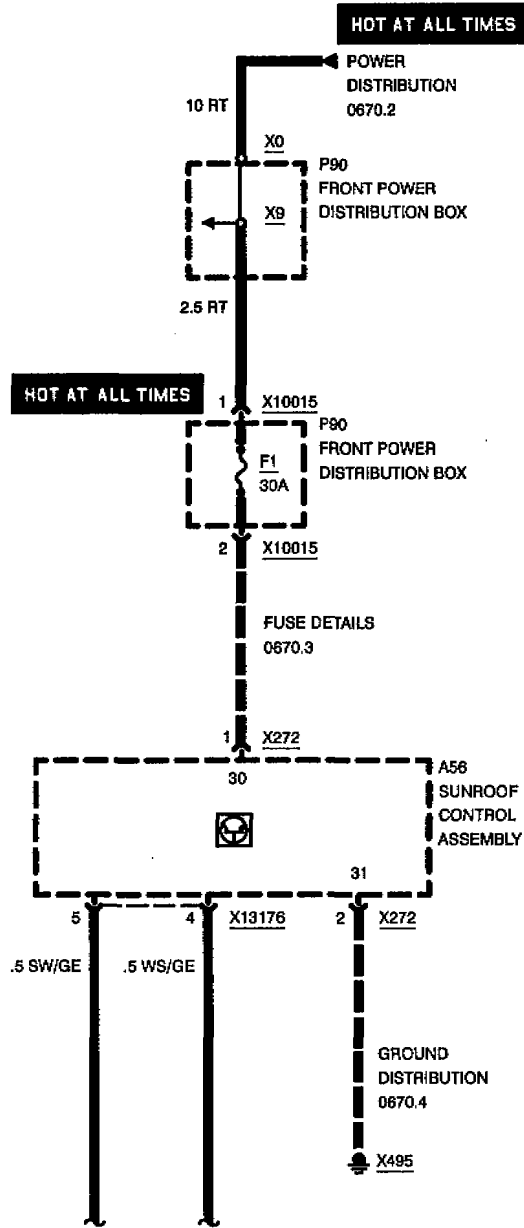 HOT AT ALL TIMES
POWER
DISTRIBUTION
0670.2
10 RT
X0
P90
FRONT POWER
DISTRIBUTION BOX
X9
2.5 RT
HOT AT ALL TIMES
1 X10015
P90
FRONT POWER
DISTRIBUTION BOX
F1
30A
2 X10015
FUSE DETAILS
0670.3
1 X272
30
A56
SUNROOF
CONTROL
ASSEMBLY
31
5 4 X13176 2 X272
.5 SW/GE .5 WS/GE
GROUND
DISTRIBUTION
0670.4
X495